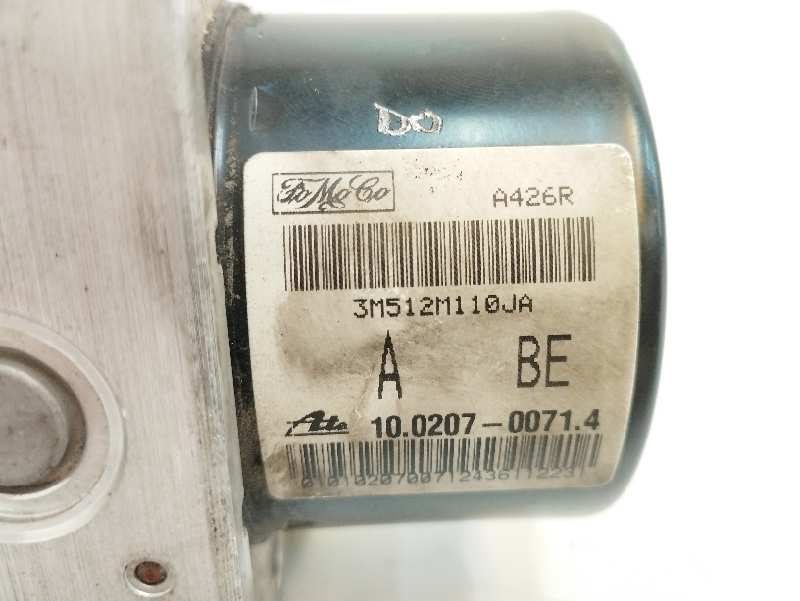 DO
FoMoCo
A426R
3M512M110JA
A BE
Ate 10.0207-0071.4